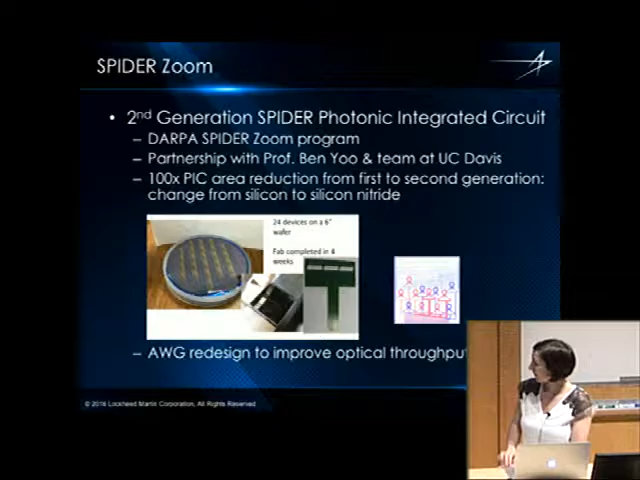 SPIDER Zoom
• 2nd Generation SPIDER Photonic Integrated Circuit
– DARPA SPIDER Zoom program
– Partnership with Prof. Ben Yoo & team at UC Davis
– 100x PIC area reduction from first to second generation:
change from silicon to silicon nitride
24 devices on a 6"
wafer
Fab completed in 4
weeks
– AWG redesign to improve optical throughput
© 2016 Lockheed Martin Corporation, All Rights Reserved